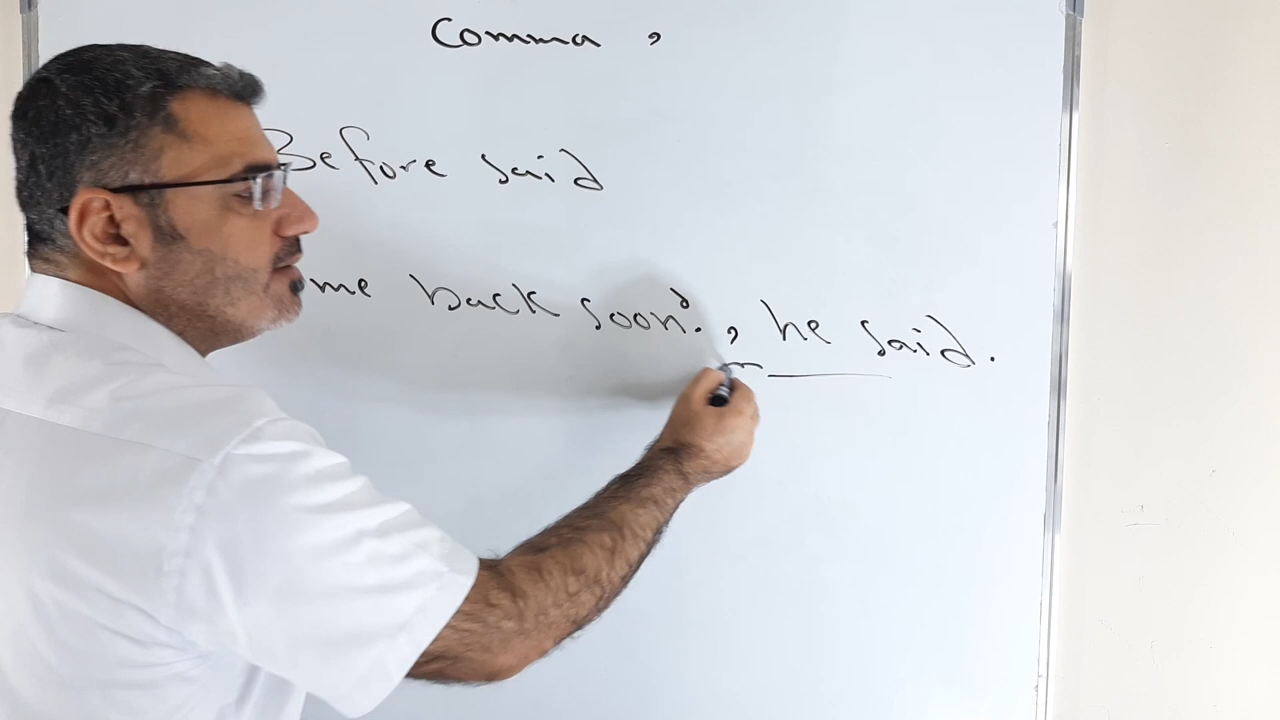 Comma ,
Before said
me back soon. , he said.